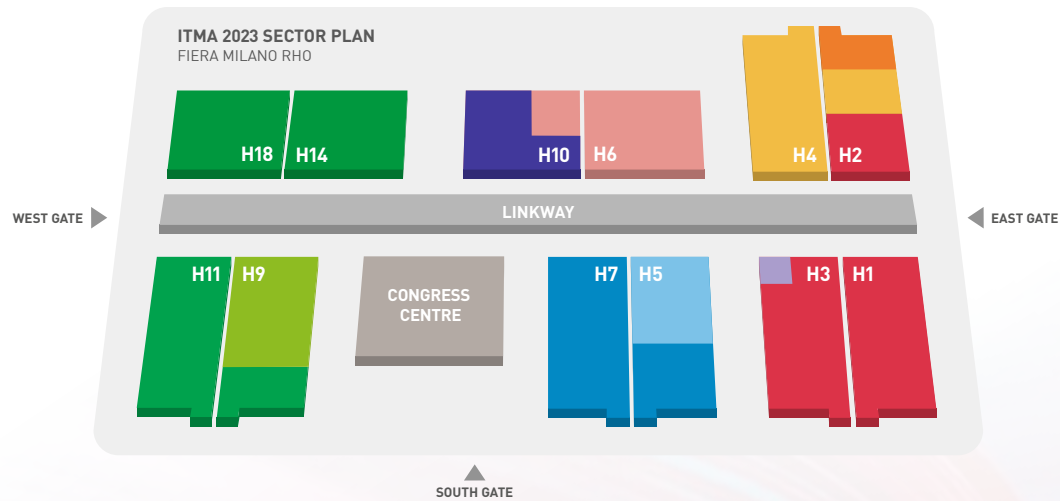 ITMA 2023 SECTOR PLAN
FIERA MILANO RHO
H18
H14
H10
H6
H4
H2
WEST GATE
LINKWAY
EAST GATE
H11
H9
CONGRESS
CENTRE
H7
H5
H3
H1
SOUTH GATE